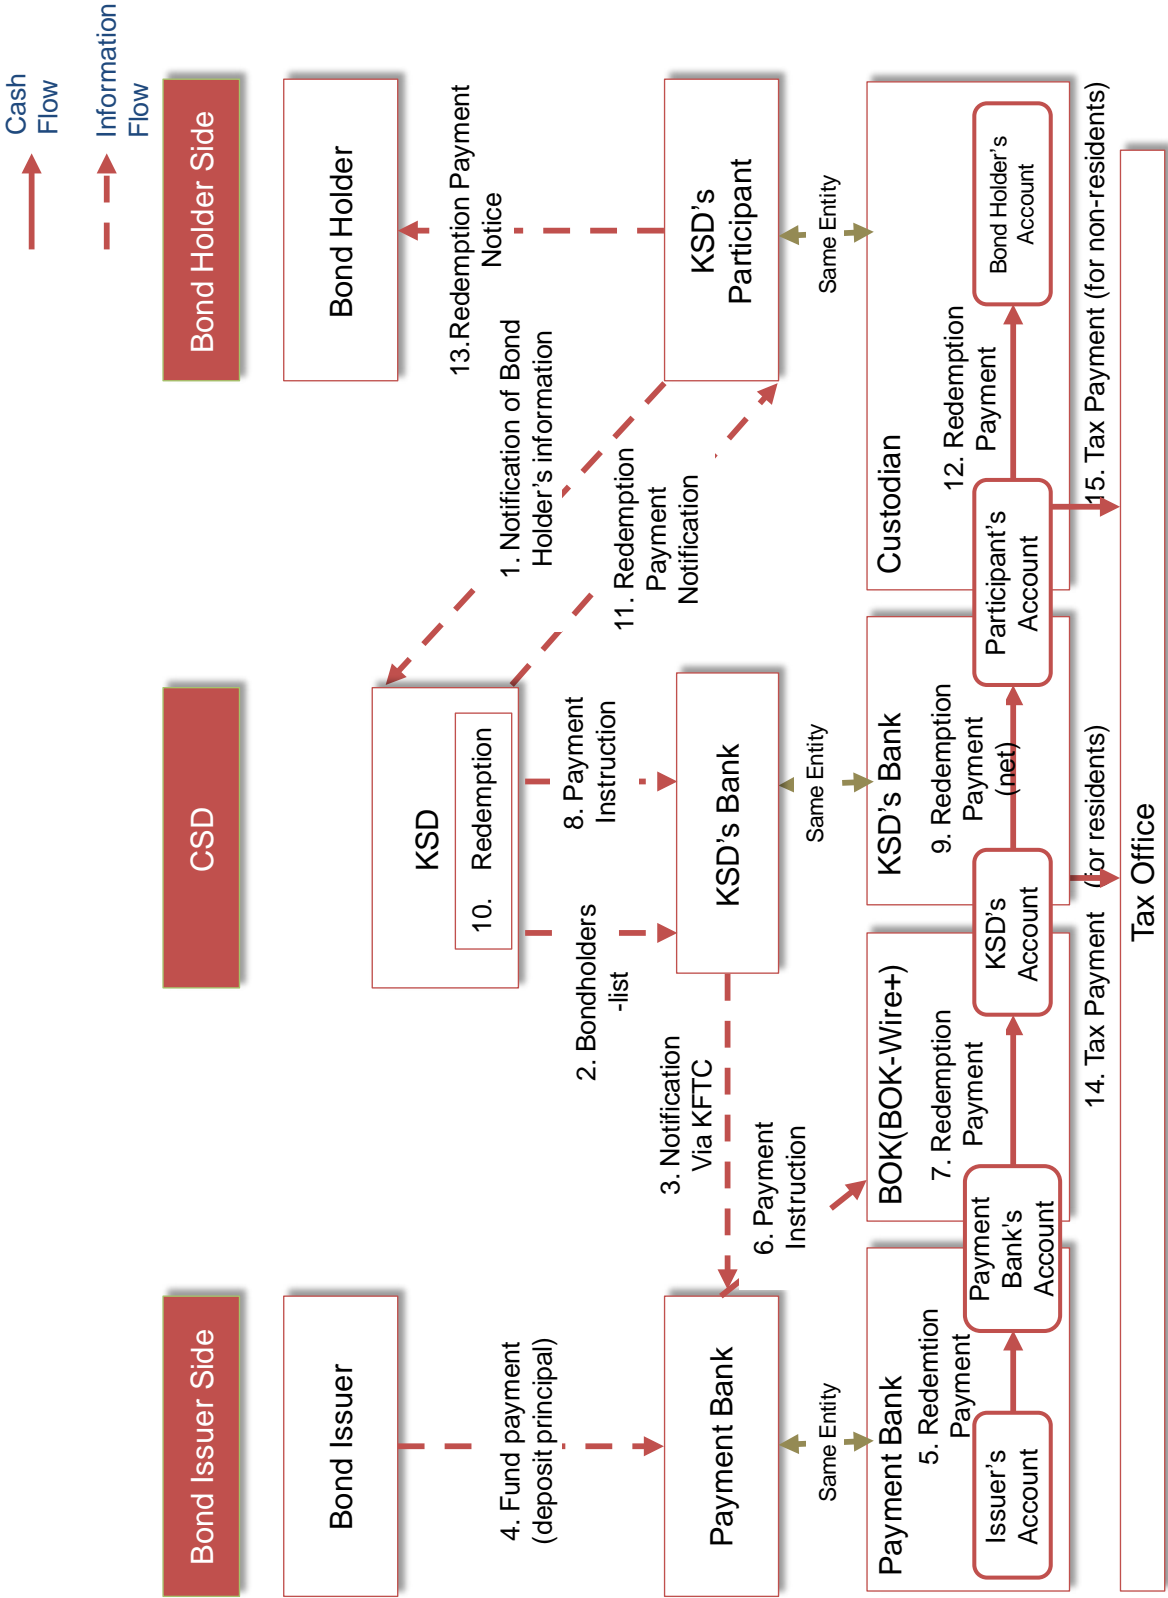 Cash
Flow
Information
Flow
Bond Issuer Side
CSD
Bond Holder Side
Bond Issuer
KSD
10. Redemption
Bond Holder
4. Fund payment
(deposit principal)
2. Bondholders
-list
8. Payment
Instruction
1. Notification of Bond
Holder's information
11. Redemption
Payment
Notification
13.Redemption Payment
Notice
Payment Bank
3. Notification
Via KFTC
KSD's Bank
KSD's
Participant
6. Payment
Instruction
Same Entity
Same Entity
Same Entity
Payment Bank
5. Redemtion
Payment
Issuer's
Account
Payment
Bank's
Account
BOK(BOK-Wire+)
7. Redemption
Payment
KSD's
Account
KSD's Bank
9. Redemption
Payment
(net)
Participant's
Account
Custodian
12. Redemption
Payment
Bond Holder's
Account
14. Tax Payment (for residents)
15. Tax Payment (for non-residents)
Tax Office